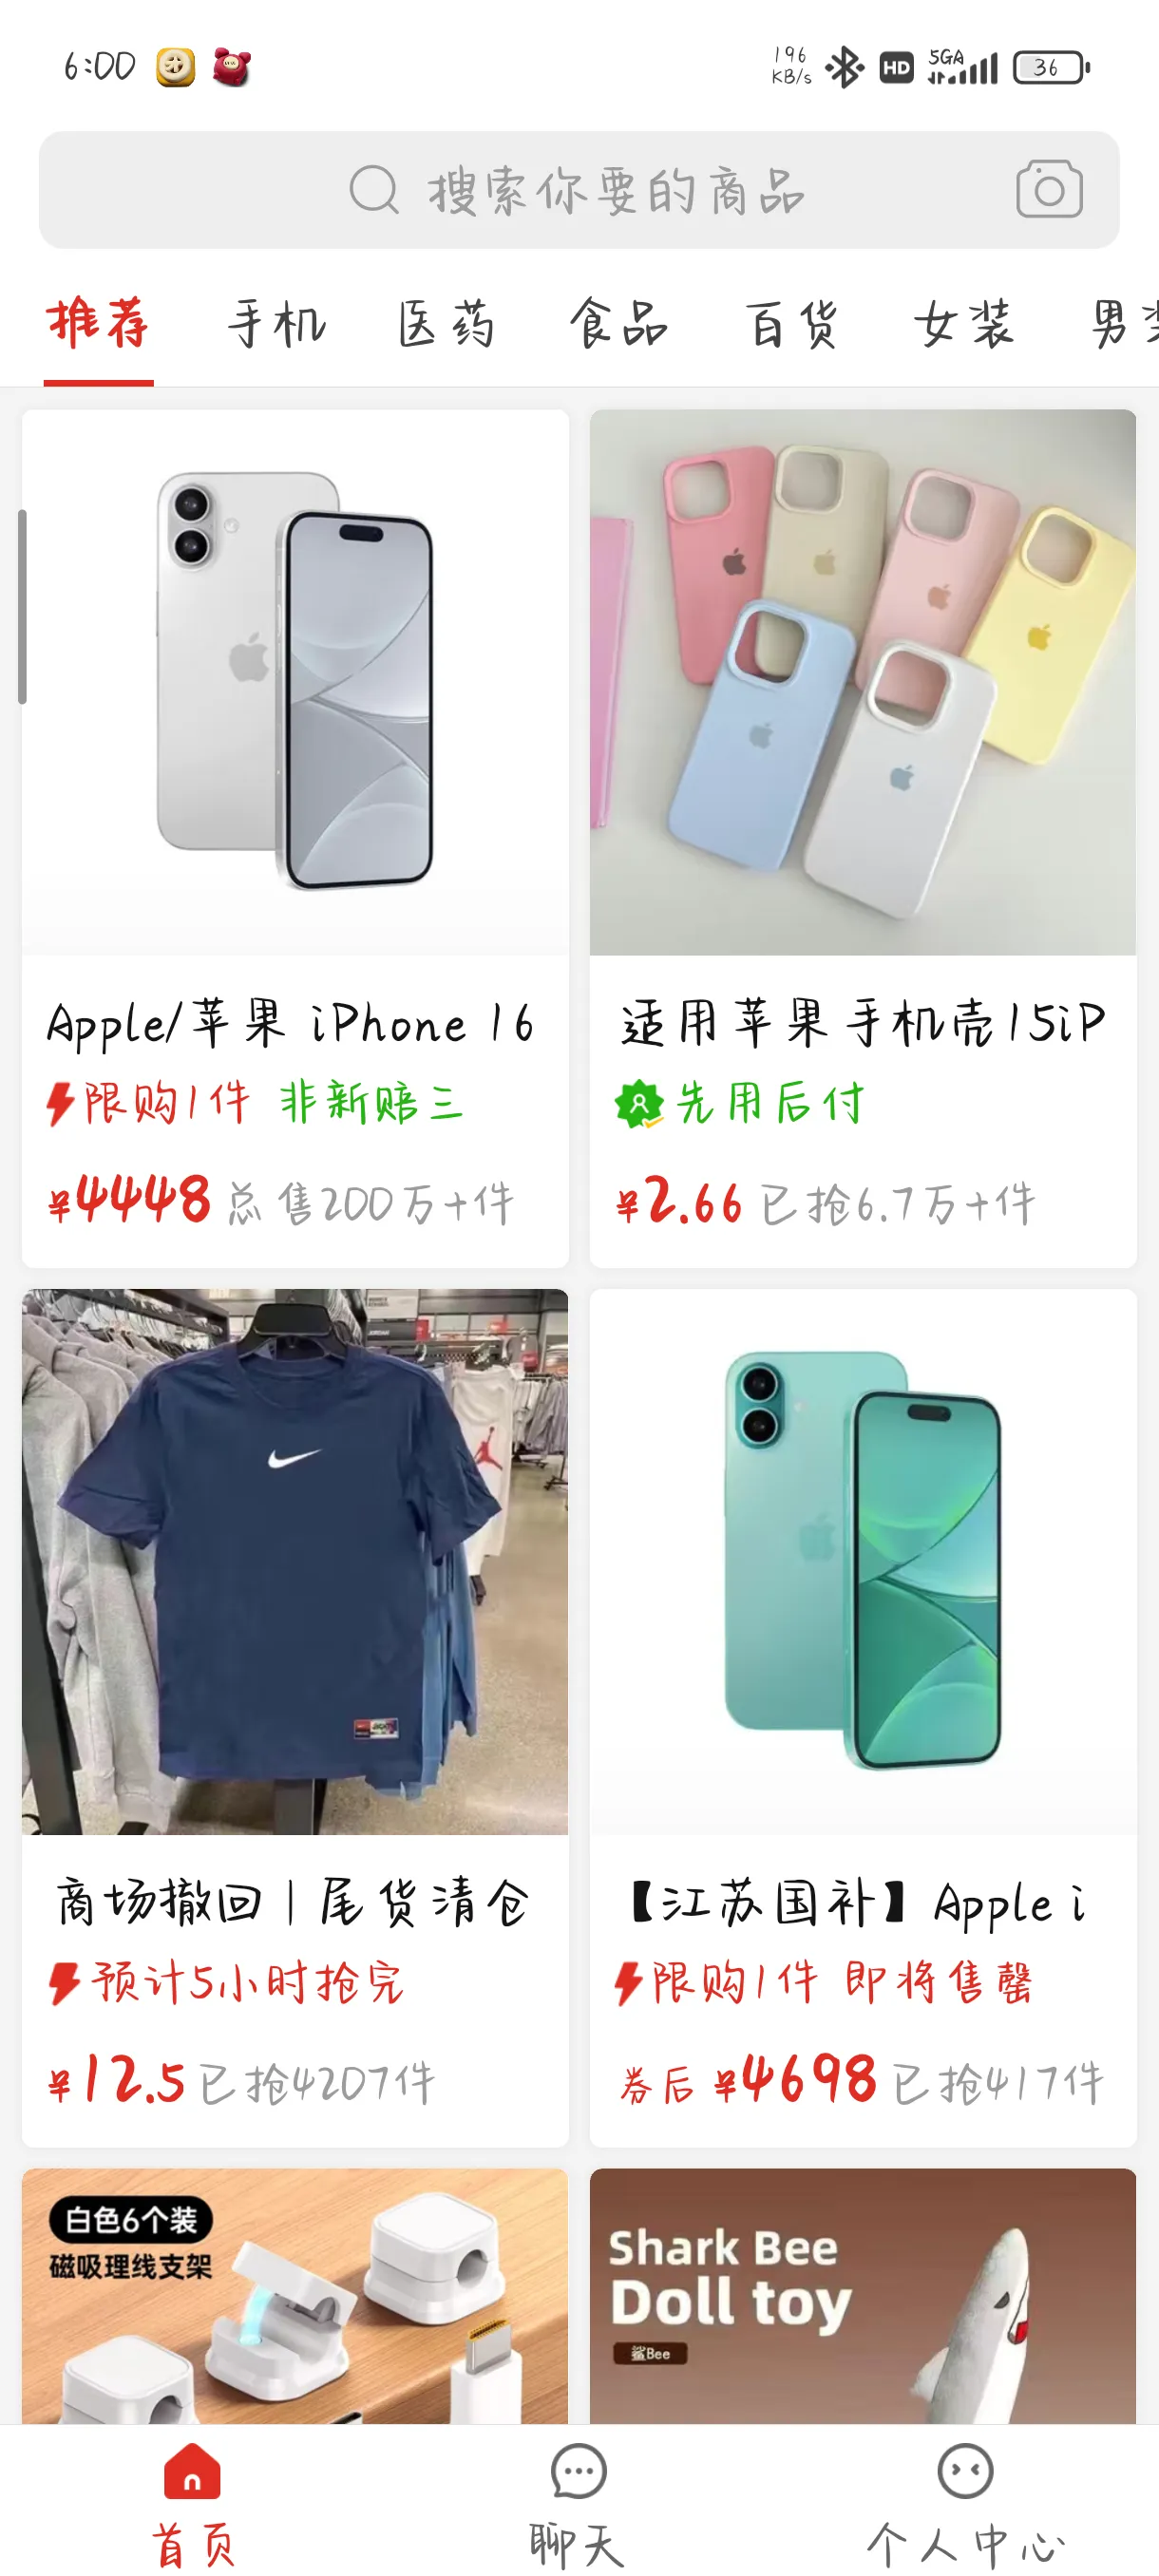 6:00
196
KB/s
HD
5GA
36
搜索你要的商品
推荐 手机 医药 食品 百货 女装 男装
Apple/苹果 iPhone 16
限购1件 非新赔三
¥4448 总售200万+件
适用苹果手机壳15iP
先用后付
¥2.66 已抢6.7万+件
商场撤回|尾货清仓
预计5小时抢完
¥12.5 已抢4207件
【江苏国补】Apple i
限购1件 即将售罄
券后 ¥4698 已抢417件
白色6个装
磁吸理线支架
Shark Bee
Doll toy
鲨Bee
首页 聊天 个人中心